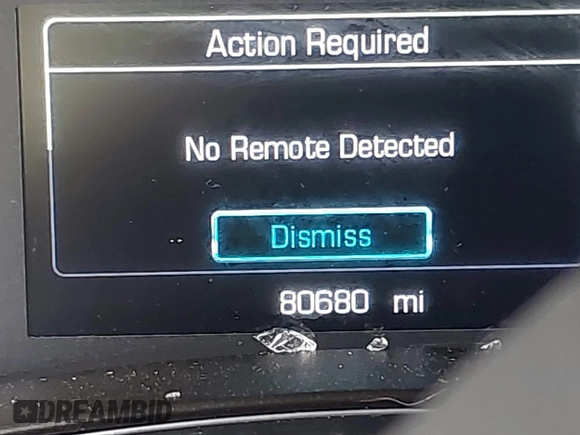 Action Required
No Remote Detected
Dismiss
80680 mi
DREAMBID